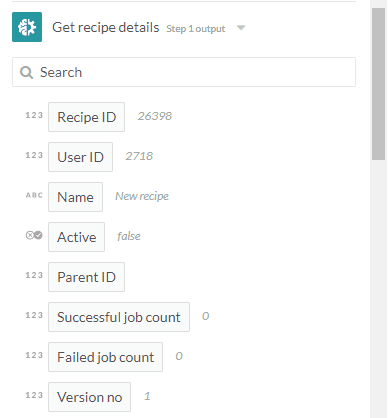 Get recipe details Step 1 output
Search
123 Recipe ID 26398
123 User ID 2718
ABC Name New recipe
Active false
123 Parent ID
123 Successful job count 0
123 Failed job count 0
123 Version no 1